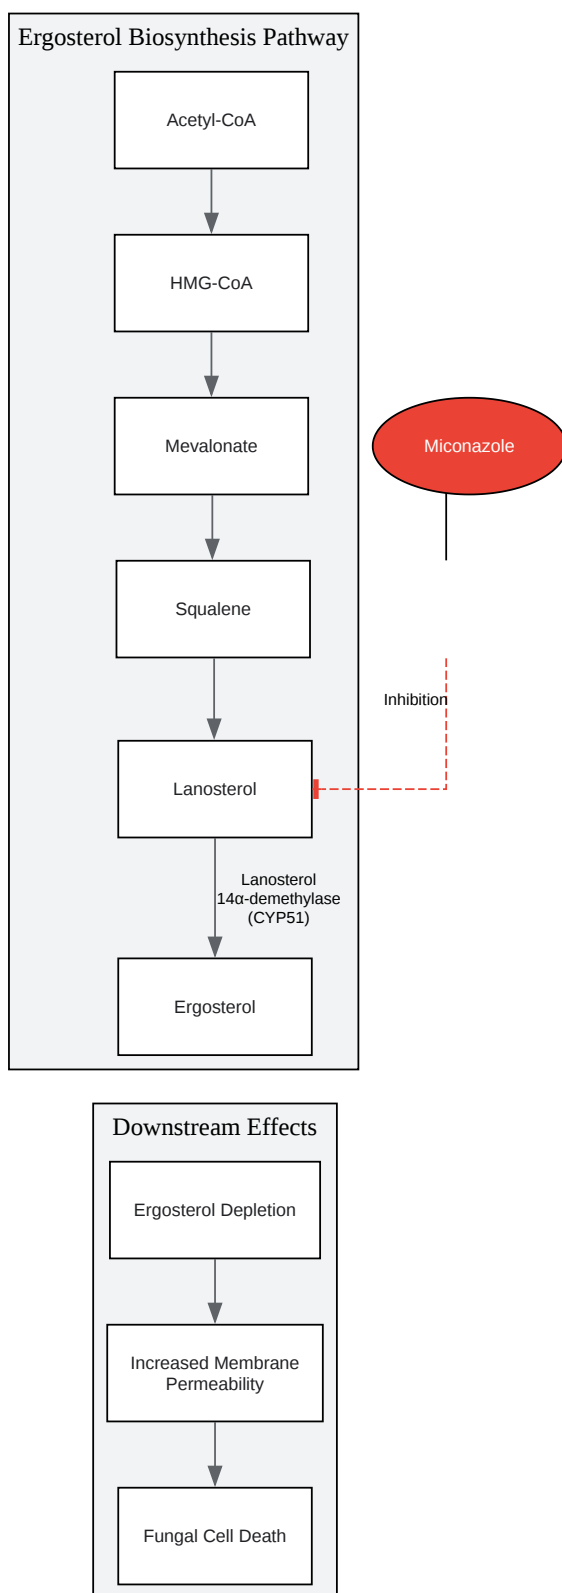 Ergosterol Biosynthesis Pathway
Acetyl-CoA
HMG-CoA
Mevalonate
Miconazole
Squalene
Inhibition
Lanosterol
Lanosterol
14α-demethylase
(CYP51)
Ergosterol
Downstream Effects
Ergosterol Depletion
Increased Membrane
Permeability
Fungal Cell Death